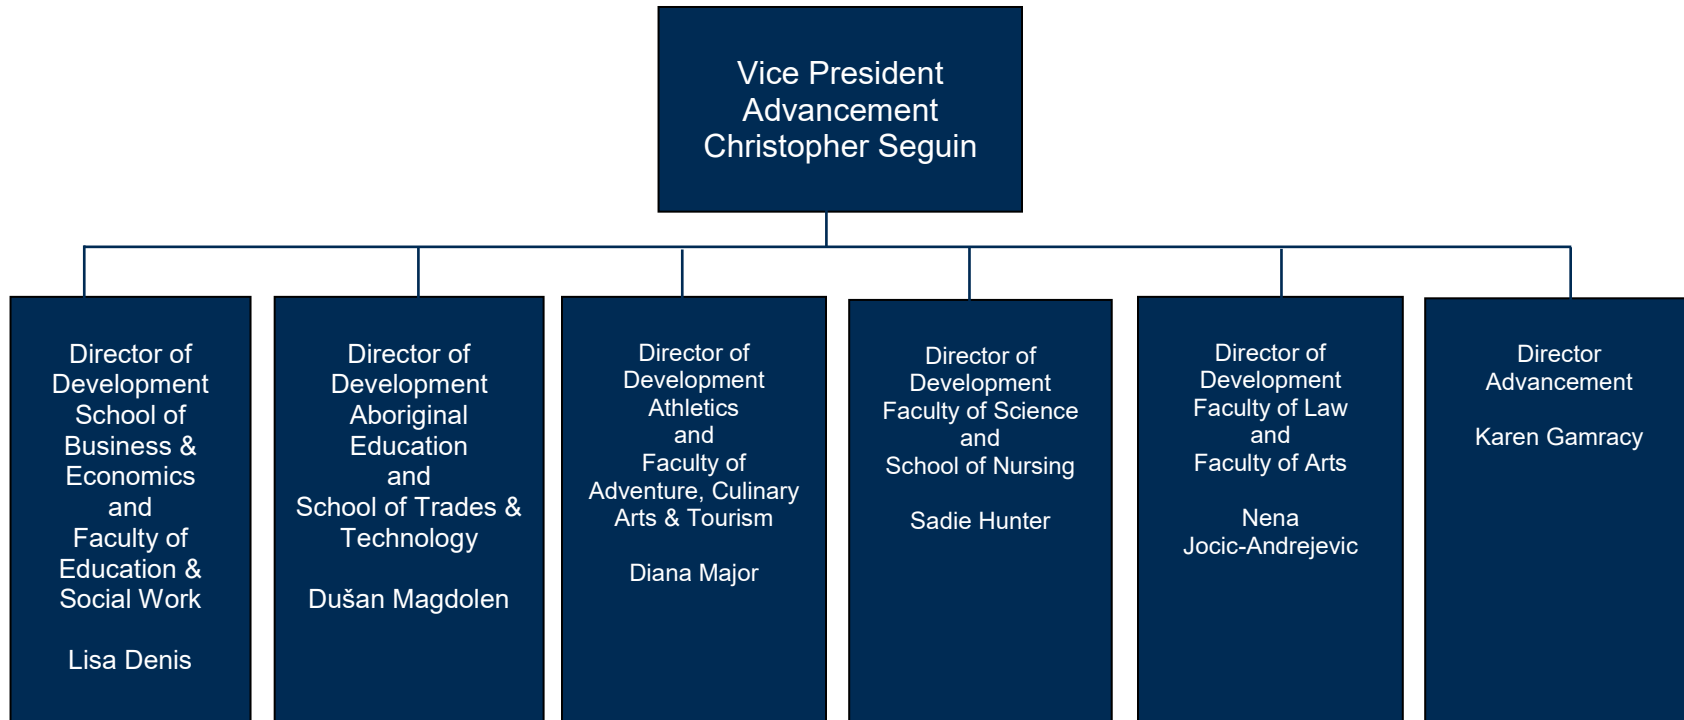 Vice President
Advancement
Christopher Seguin
Director of
Development
School of
Business &
Economics
and
Faculty of
Education &
Social Work
Lisa Denis
Director of
Development
Aboriginal
Education
and
School of Trades &
Technology
Dušan Magdolen
Director of
Development
Athletics
and
Faculty of
Adventure, Culinary
Arts & Tourism
Diana Major
Director of
Development
Faculty of Science
and
School of Nursing
Sadie Hunter
Director of
Development
Faculty of Law
and
Faculty of Arts
Nena
Jocic-Andrejevic
Director
Advancement
Karen Gamracy